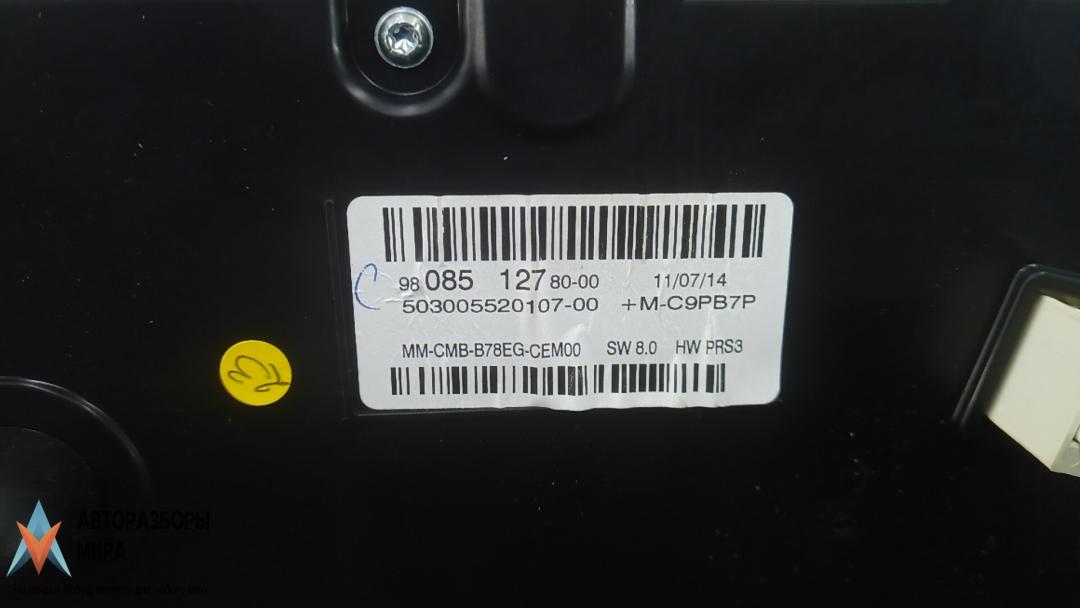 98 085 127 80-00 11/07/14
503005520107-00 +M-C9PB7P
MM-CMB-B78EG-CEM00 SW 8.0 HW PRS3
АВТОРАЗБОРЫ
МИРА